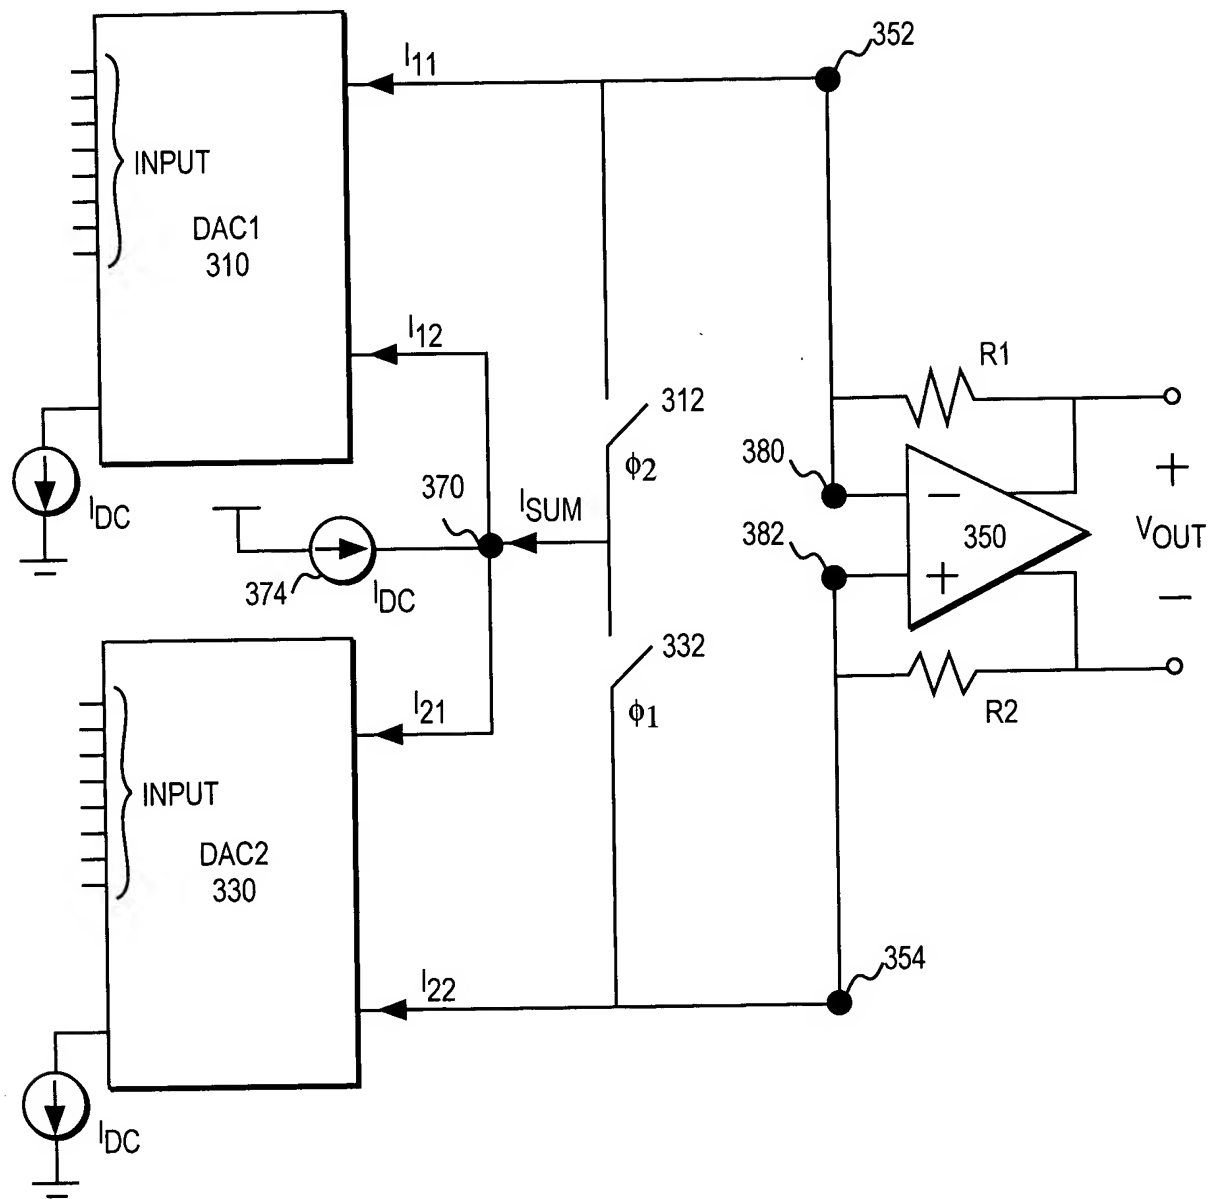 352
I11
INPUT
DAC1
310
I12
R1
312
ϕ2
380
370
ISUM
IDC
+
−
350
VOUT
382
374
IDC
+
−
332
R2
I21
ϕ1
INPUT
DAC2
330
354
I22
IDC